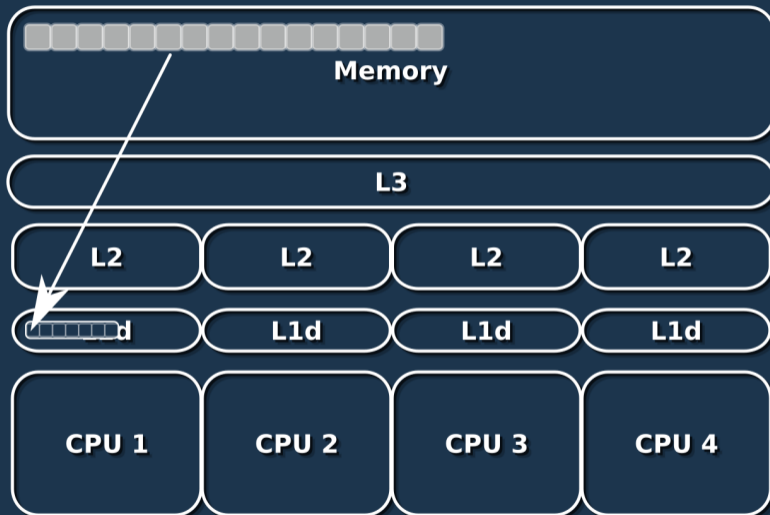 Memory
L3
L2 L2 L2 L2
L1d L1d L1d
CPU 1 CPU 2 CPU 3 CPU 4